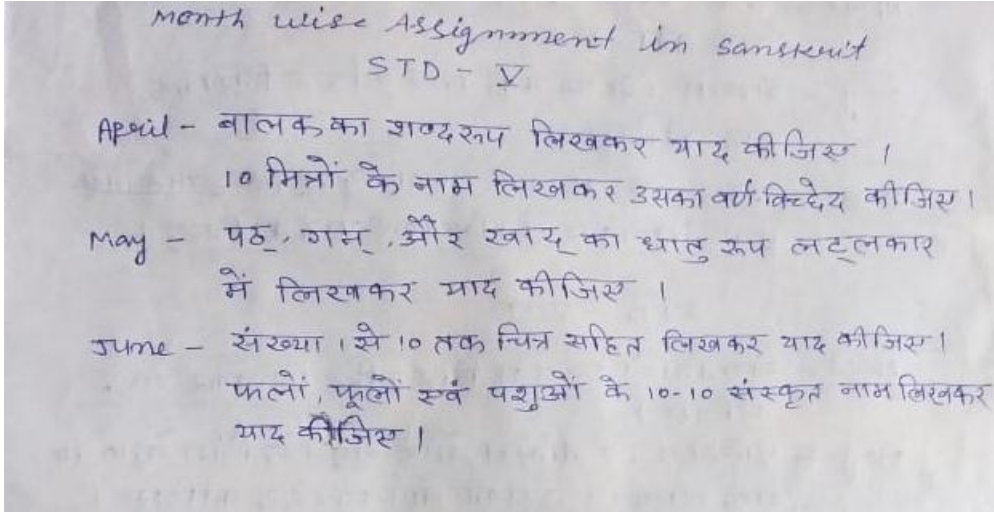 Month wise Assignment in Sanskrit
STD - V
April - बालक का शब्दरूप लिखकर याद कीजिए ।
10 मित्रों के नाम लिखकर उसका वर्ण विच्देद कीजिए ।
May - पठ्, गम्, और खाद् का धातु रूप लट्लकार
में लिखकर याद कीजिए ।
June - संख्या 1 से 10 तक चित्र सहित लिखकर याद कीजिए ।
फलों, फूलों एवं पशुओं के 10-10 संस्कृत नाम लिखकर
याद कीजिए ।